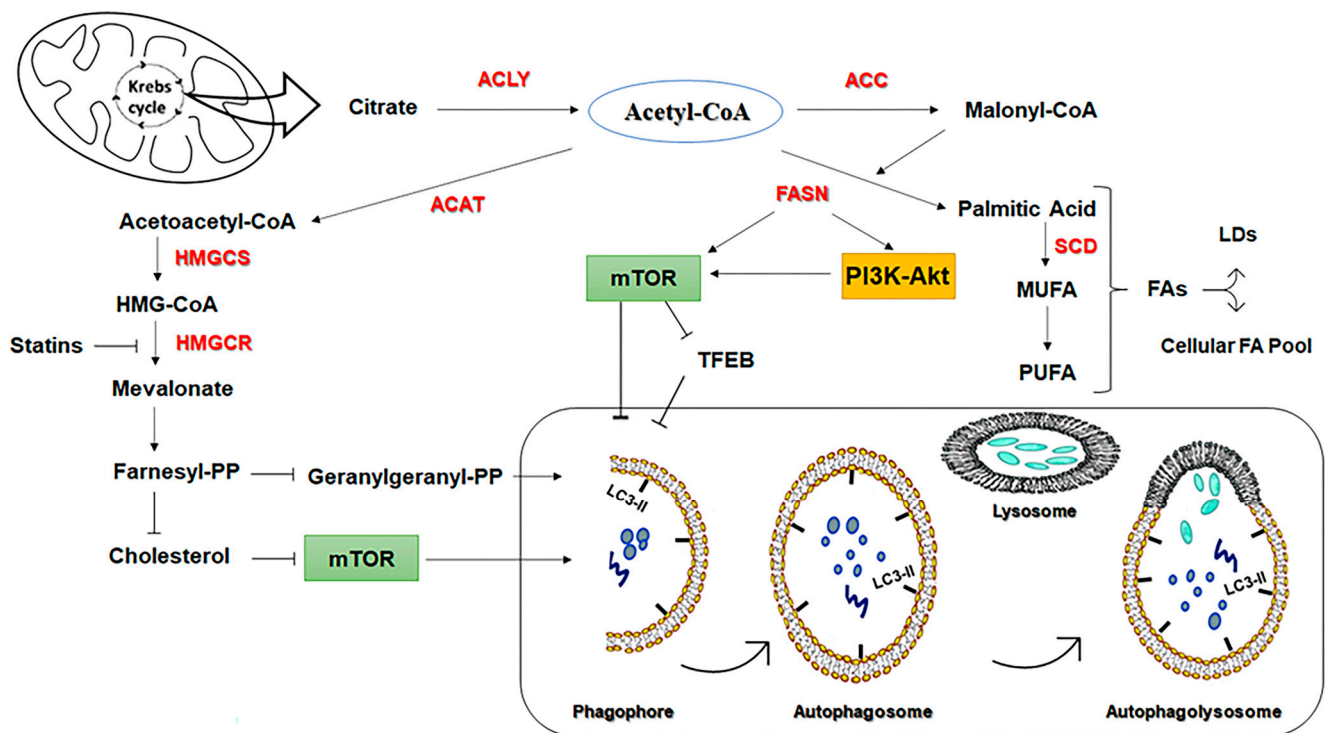 Krebs
cycle
Citrate
ACLY
Acetyl-CoA
ACC
Malonyl-CoA
ACAT
FASN
Palmitic Acid
Acetoacetyl-CoA
HMGCS
SCD
LDs
mTOR
PI3K-Akt
MUFA
FAs
HMG-CoA
Statins
HMGCR
TFEB
Cellular FA Pool
PUFA
Mevalonate
Farnesyl-PP
Geranylgeranyl-PP
LC3-II
Lysosome
Cholesterol
mTOR
LC3-II
LC3-II
Phagophore
Autophagosome
Autophagolysosome